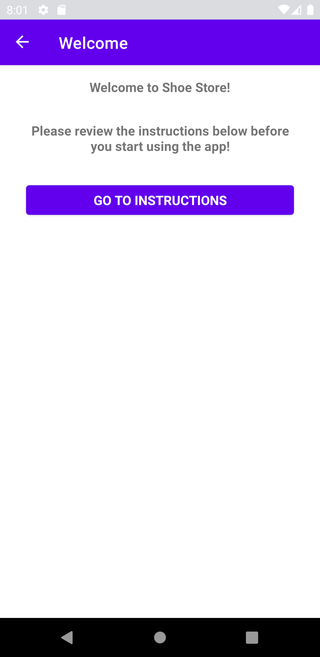 8:01
Welcome
Welcome to Shoe Store!
Please review the instructions below before
you start using the app!
GO TO INSTRUCTIONS